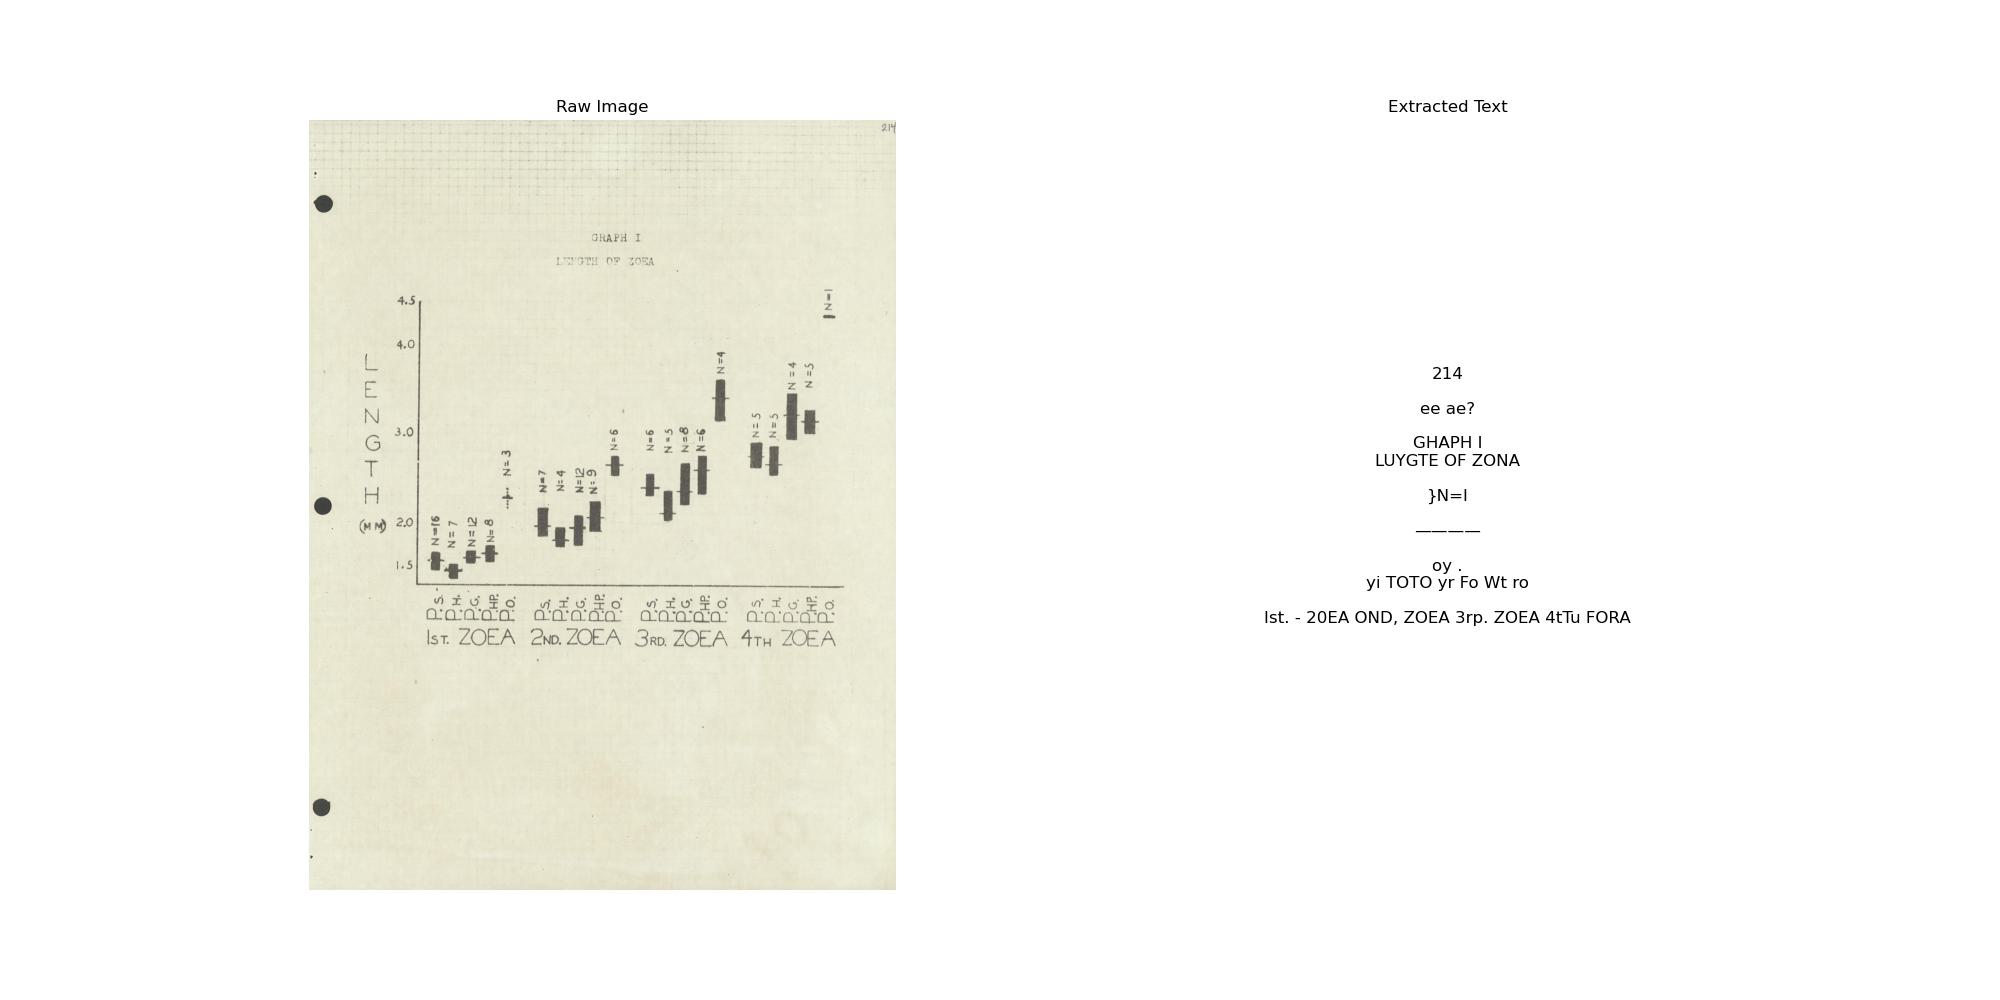 Raw Image
Extracted Text
214
GRAPH I
LENGTH OF ZOEA
4.5
4.0
3.0
2.0
1.5
LENGTH
(MM)
N=16
N=7
N=12
N=8
N=3
N=7
N=4
N=12
N=9
N=6
N=6
N=5
N=8
N=6
N=4
N=5
N=5
N=4
N=5
N=1
P.S. P.H. P.G. P.HP. P.O. P.S. P.H. P.G. P.HP. P.O. P.S. P.H. P.G. P.HP. P.O. P.S. P.H. P.G. P.HP. P.O.
1ST. ZOEA 2ND. ZOEA 3RD. ZOEA 4TH ZOEA
214
ee ae?
GHAPH I
LUYGTE OF ZONA
}N=I
————
oy .
yi TOTO yr Fo Wt ro
Ist. - 20EA OND, ZOEA 3rp. ZOEA 4tTu FORA